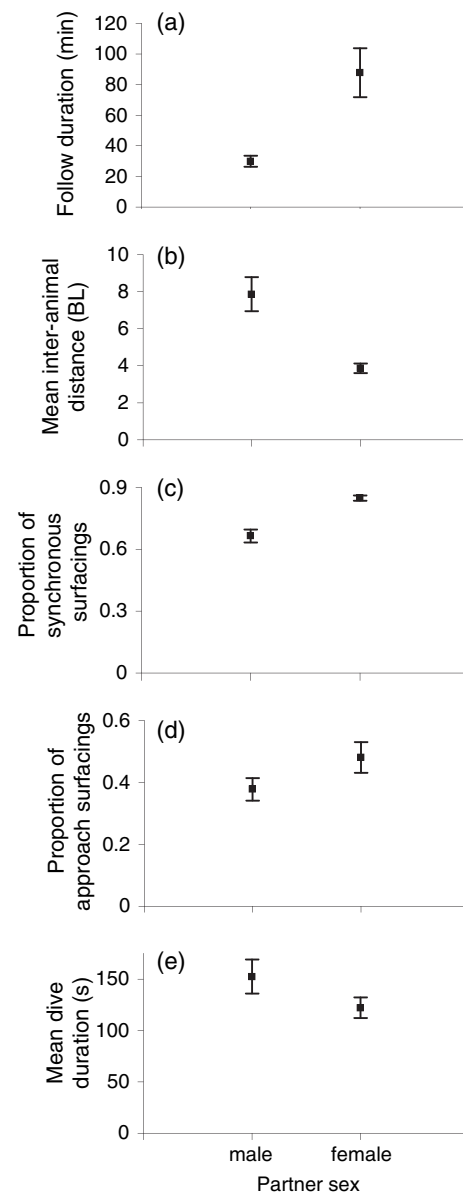 (a)
Follow duration (min)
120
100
80
60
40
20
0
(b)
Mean inter-animal
distance (BL)
10
8
6
4
2
0
(c)
Proportion of
synchronous
surfacings
0.9
0.6
0.3
0
(d)
Proportion of
approach surfacings
0.6
0.4
0.2
0
(e)
Mean dive
duration (s)
150
100
50
0
male female
Partner sex